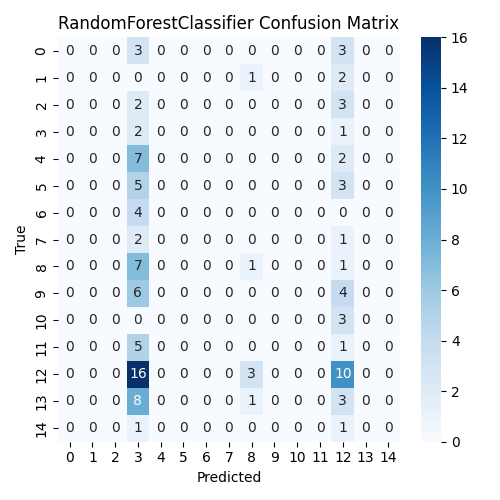 RandomForestClassifier Confusion Matrix
0 0 0 0 3 0 0 0 0 0 0 0 0 3 0 0
1 0 0 0 0 0 0 0 0 1 0 0 0 2 0 0
2 0 0 0 2 0 0 0 0 0 0 0 0 3 0 0
3 0 0 0 2 0 0 0 0 0 0 0 0 1 0 0
4 0 0 0 7 0 0 0 0 0 0 0 0 2 0 0
5 0 0 0 5 0 0 0 0 0 0 0 0 3 0 0
6 0 0 0 4 0 0 0 0 0 0 0 0 0 0 0
7 0 0 0 2 0 0 0 0 0 0 0 0 1 0 0
8 0 0 0 7 0 0 0 0 1 0 0 0 1 0 0
9 0 0 0 6 0 0 0 0 0 0 0 0 4 0 0
10 0 0 0 0 0 0 0 0 0 0 0 0 3 0 0
11 0 0 0 5 0 0 0 0 0 0 0 0 1 0 0
12 0 0 0 16 0 0 0 0 3 0 0 0 10 0 0
13 0 0 0 8 0 0 0 0 1 0 0 0 3 0 0
14 0 0 0 1 0 0 0 0 0 0 0 0 1 0 0
0 1 2 3 4 5 6 7 8 9 10 11 12 13 14
Predicted
True
16
14
12
10
8
6
4
2
0